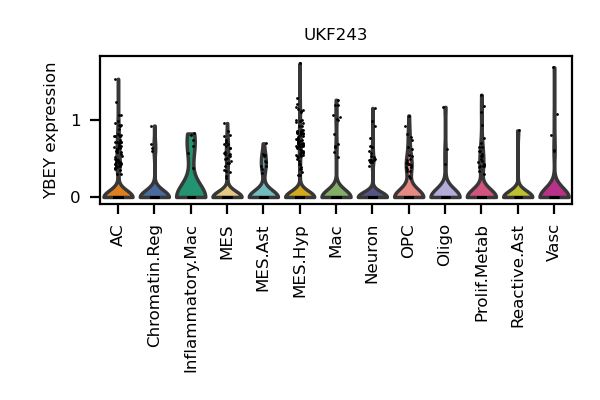 UKF243
YBEY expression
1
0
AC
Chromatin.Reg
Inflammatory.Mac
MES
MES.Ast
MES.Hyp
Mac
Neuron
OPC
Oligo
Prolif.Metab
Reactive.Ast
Vasc